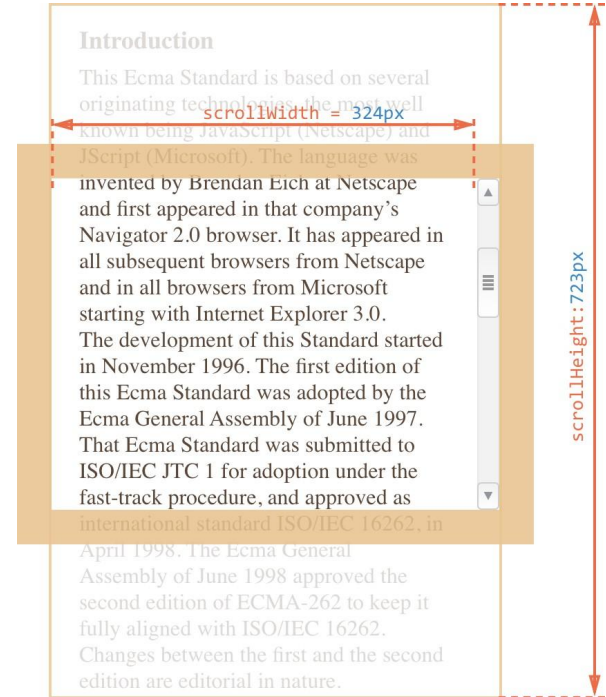 Introduction
This Ecma Standard is based on several
originating technologies, the most well
scrollWidth = 324px
known being JavaScript (Netscape) and
JScript (Microsoft). The language was
invented by Brendan Eich at Netscape
and first appeared in that company’s
Navigator 2.0 browser. It has appeared in
all subsequent browsers from Netscape
and in all browsers from Microsoft
starting with Internet Explorer 3.0.
The development of this Standard started
in November 1996. The first edition of
this Ecma Standard was adopted by the
Ecma General Assembly of June 1997.
That Ecma Standard was submitted to
ISO/IEC JTC 1 for adoption under the
fast-track procedure, and approved as
international standard ISO/IEC 16262, in
April 1998. The Ecma General
Assembly of June 1998 approved the
second edition of ECMA-262 to keep it
fully aligned with ISO/IEC 16262.
Changes between the first and the second
edition are editorial in nature.
scrollHeight:723px